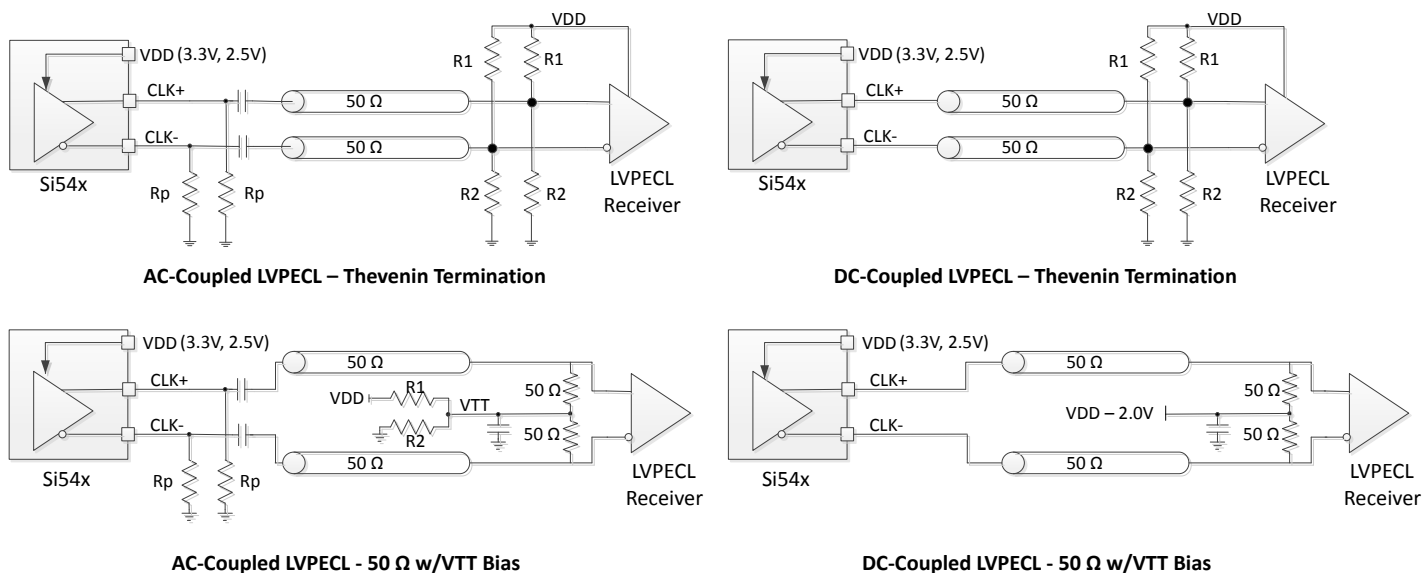 VDD
VDD (3.3V, 2.5V)
R1
R1
CLK+
50 Ω
CLK-
50 Ω
Si54x
Rp
Rp
R2
R2
LVPECL
Receiver
AC-Coupled LVPECL – Thevenin Termination
VDD
VDD (3.3V, 2.5V)
R1
R1
CLK+
50 Ω
CLK-
50 Ω
Si54x
R2
R2
LVPECL
Receiver
DC-Coupled LVPECL – Thevenin Termination
VDD (3.3V, 2.5V)
50 Ω
CLK+
R1
VDD
VTT
50 Ω
CLK-
R2
50 Ω
50 Ω
Si54x
Rp
Rp
LVPECL
Receiver
AC-Coupled LVPECL - 50 Ω w/VTT Bias
VDD (3.3V, 2.5V)
50 Ω
CLK+
50 Ω
VDD – 2.0V
CLK-
50 Ω
50 Ω
Si54x
LVPECL
Receiver
DC-Coupled LVPECL - 50 Ω w/VTT Bias